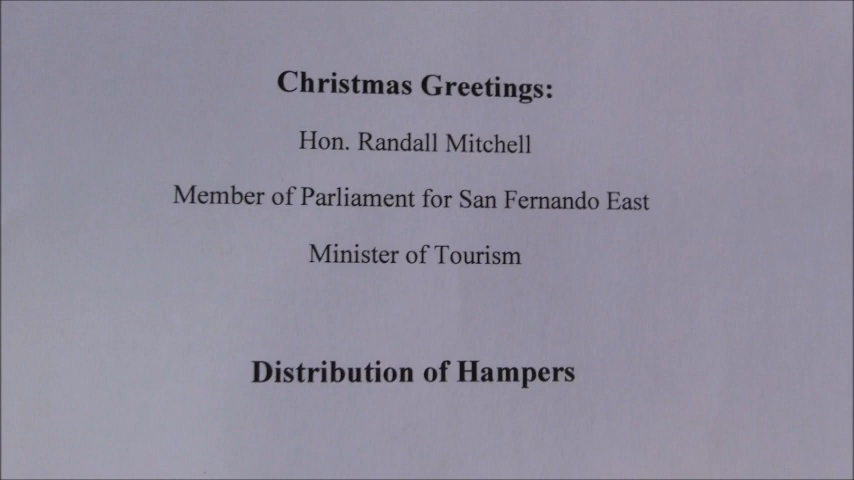 Christmas Greetings:
Hon. Randall Mitchell
Member of Parliament for San Fernando East
Minister of Tourism
Distribution of Hampers